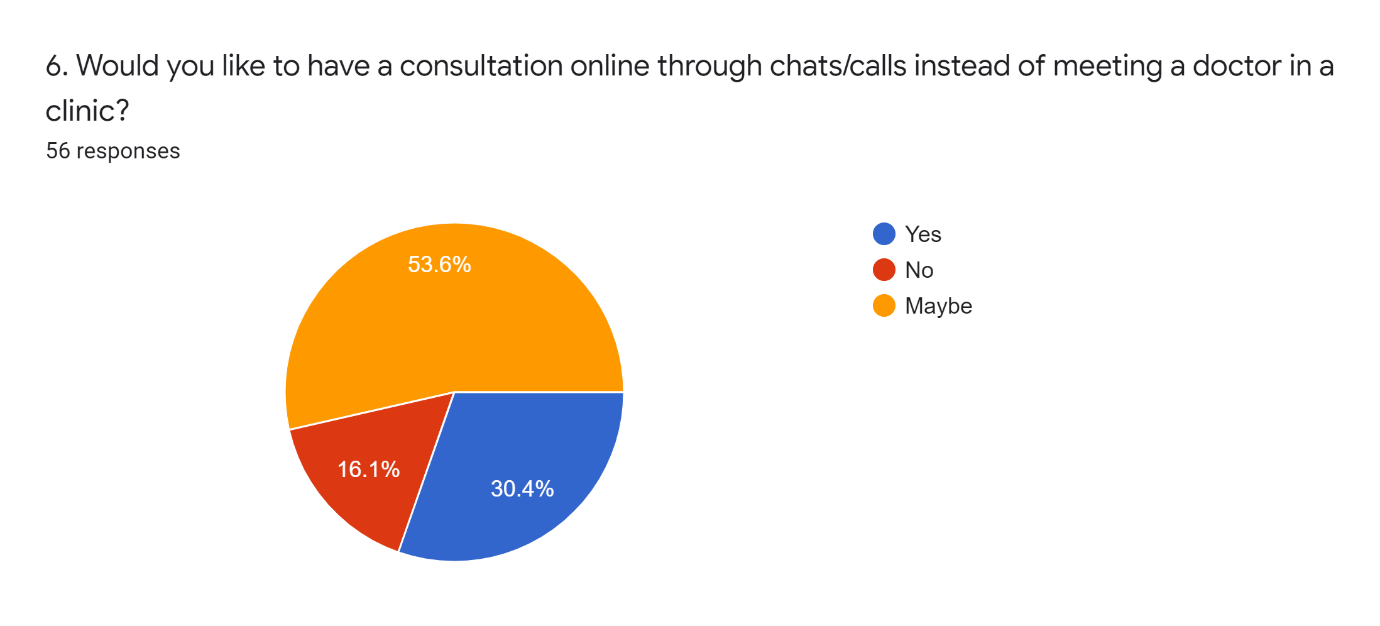 6. Would you like to have a consultation online through chats/calls instead of meeting a doctor in a
clinic?
56 responses
Yes
No
Maybe
53.6%
16.1%
30.4%